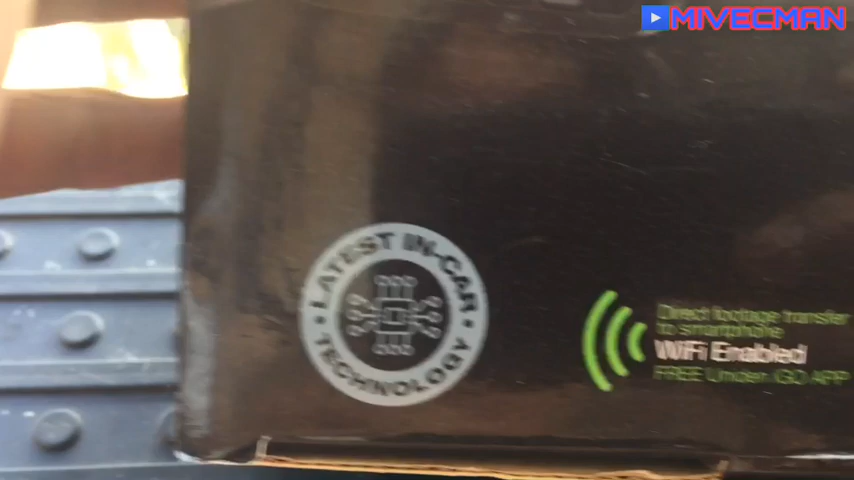 MIVECMAN
LATEST IN-CAR
TECHNOLOGY
Direct footage transfer
to smartphone
WiFi Enabled
FREE Uniden iGO APP